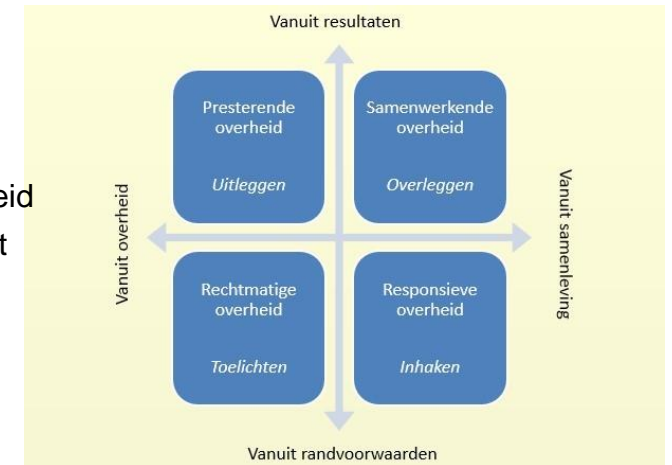 Vanuit resultaten
Presterende
overheid
Uitleggen
Samenwerkende
overheid
Overleggen
eid
t
Vanuit overheid
Vanuit samenleving
Rechtmatige
overheid
Toelichten
Responsieve
overheid
Inhaken
Vanuit randvoorwaarden